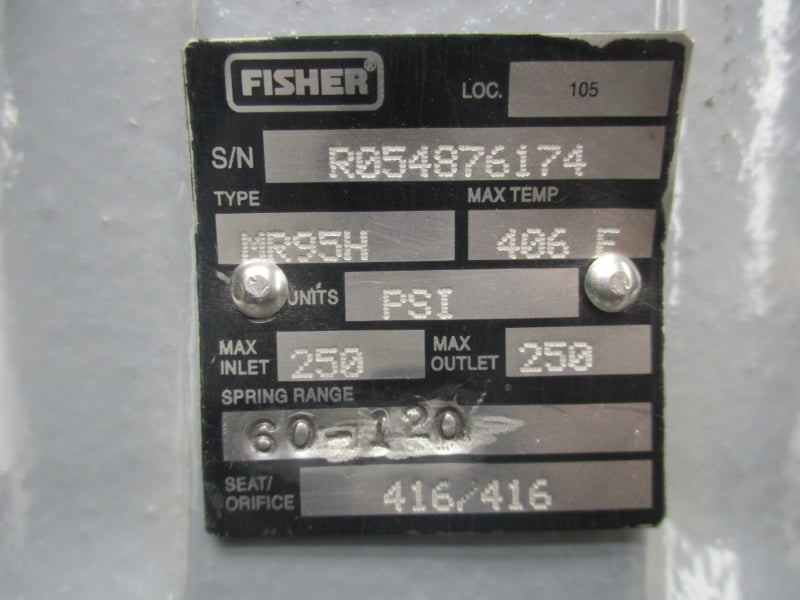 FISHER®
LOC. 105
S/N R054876174
TYPE MAX TEMP
MR95H 406 F
UNITS PSI
MAX INLET 250 MAX OUTLET 250
SPRING RANGE
60-120
SEAT/
ORIFICE 416/416